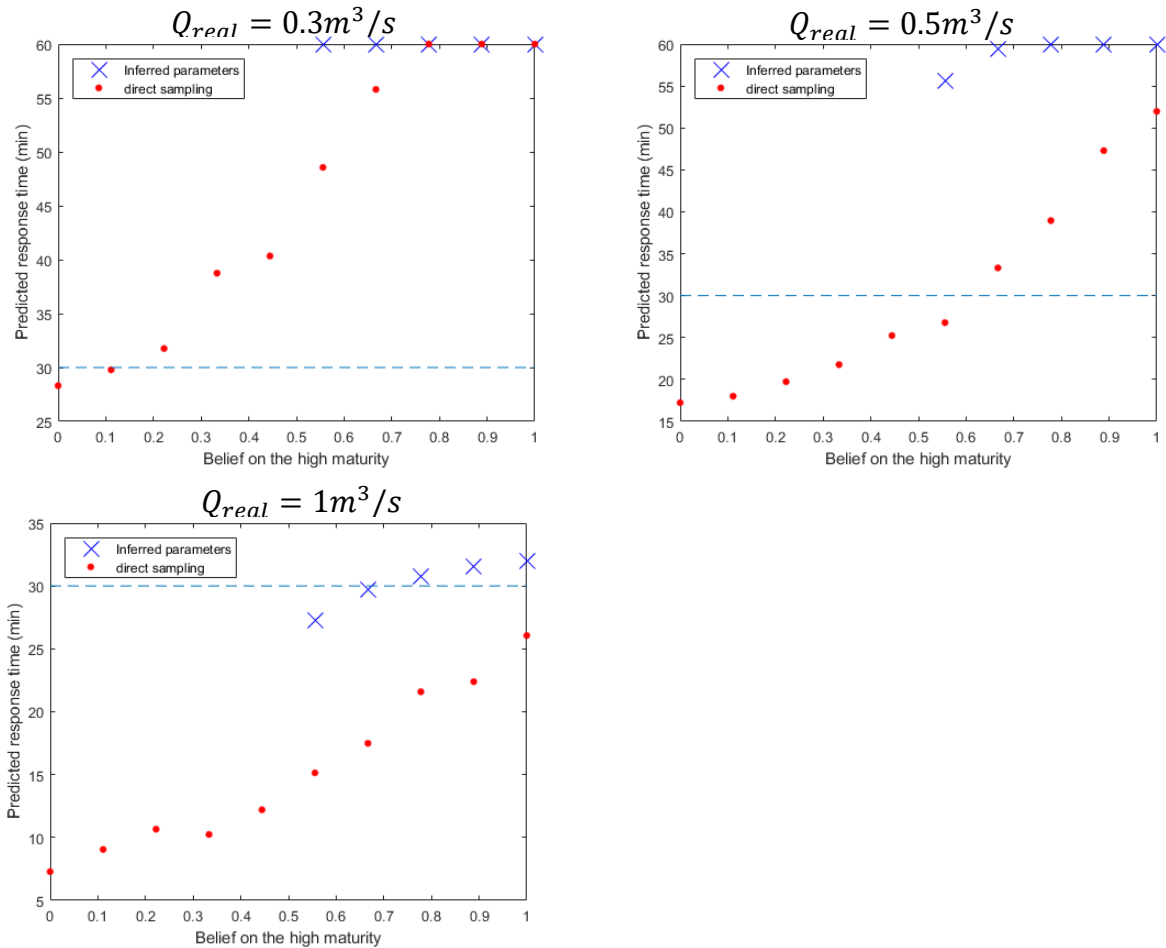 Q_real = 0.3m³/s
60
55
50
45
40
35
30
25
Predicted response time (min)
Inferred parameters
direct sampling
0 0.1 0.2 0.3 0.4 0.5 0.6 0.7 0.8 0.9 1
Belief on the high maturity
Q_real = 0.5m³/s
60
55
50
45
40
35
30
25
20
15
Predicted response time (min)
Inferred parameters
direct sampling
0 0.1 0.2 0.3 0.4 0.5 0.6 0.7 0.8 0.9 1
Belief on the high maturity
Q_real = 1m³/s
35
30
25
20
15
10
5
Predicted response time (min)
Inferred parameters
direct sampling
0 0.1 0.2 0.3 0.4 0.5 0.6 0.7 0.8 0.9 1
Belief on the high maturity